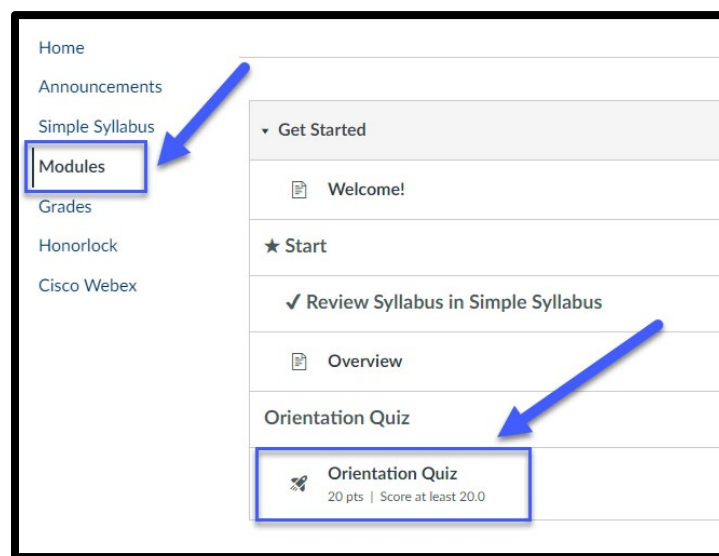 Home
Announcements
Simple Syllabus
Modules
Grades
Honorlock
Cisco Webex
Get Started
Welcome!
★ Start
✓ Review Syllabus in Simple Syllabus
Overview
Orientation Quiz
Orientation Quiz
20 pts | Score at least 20.0